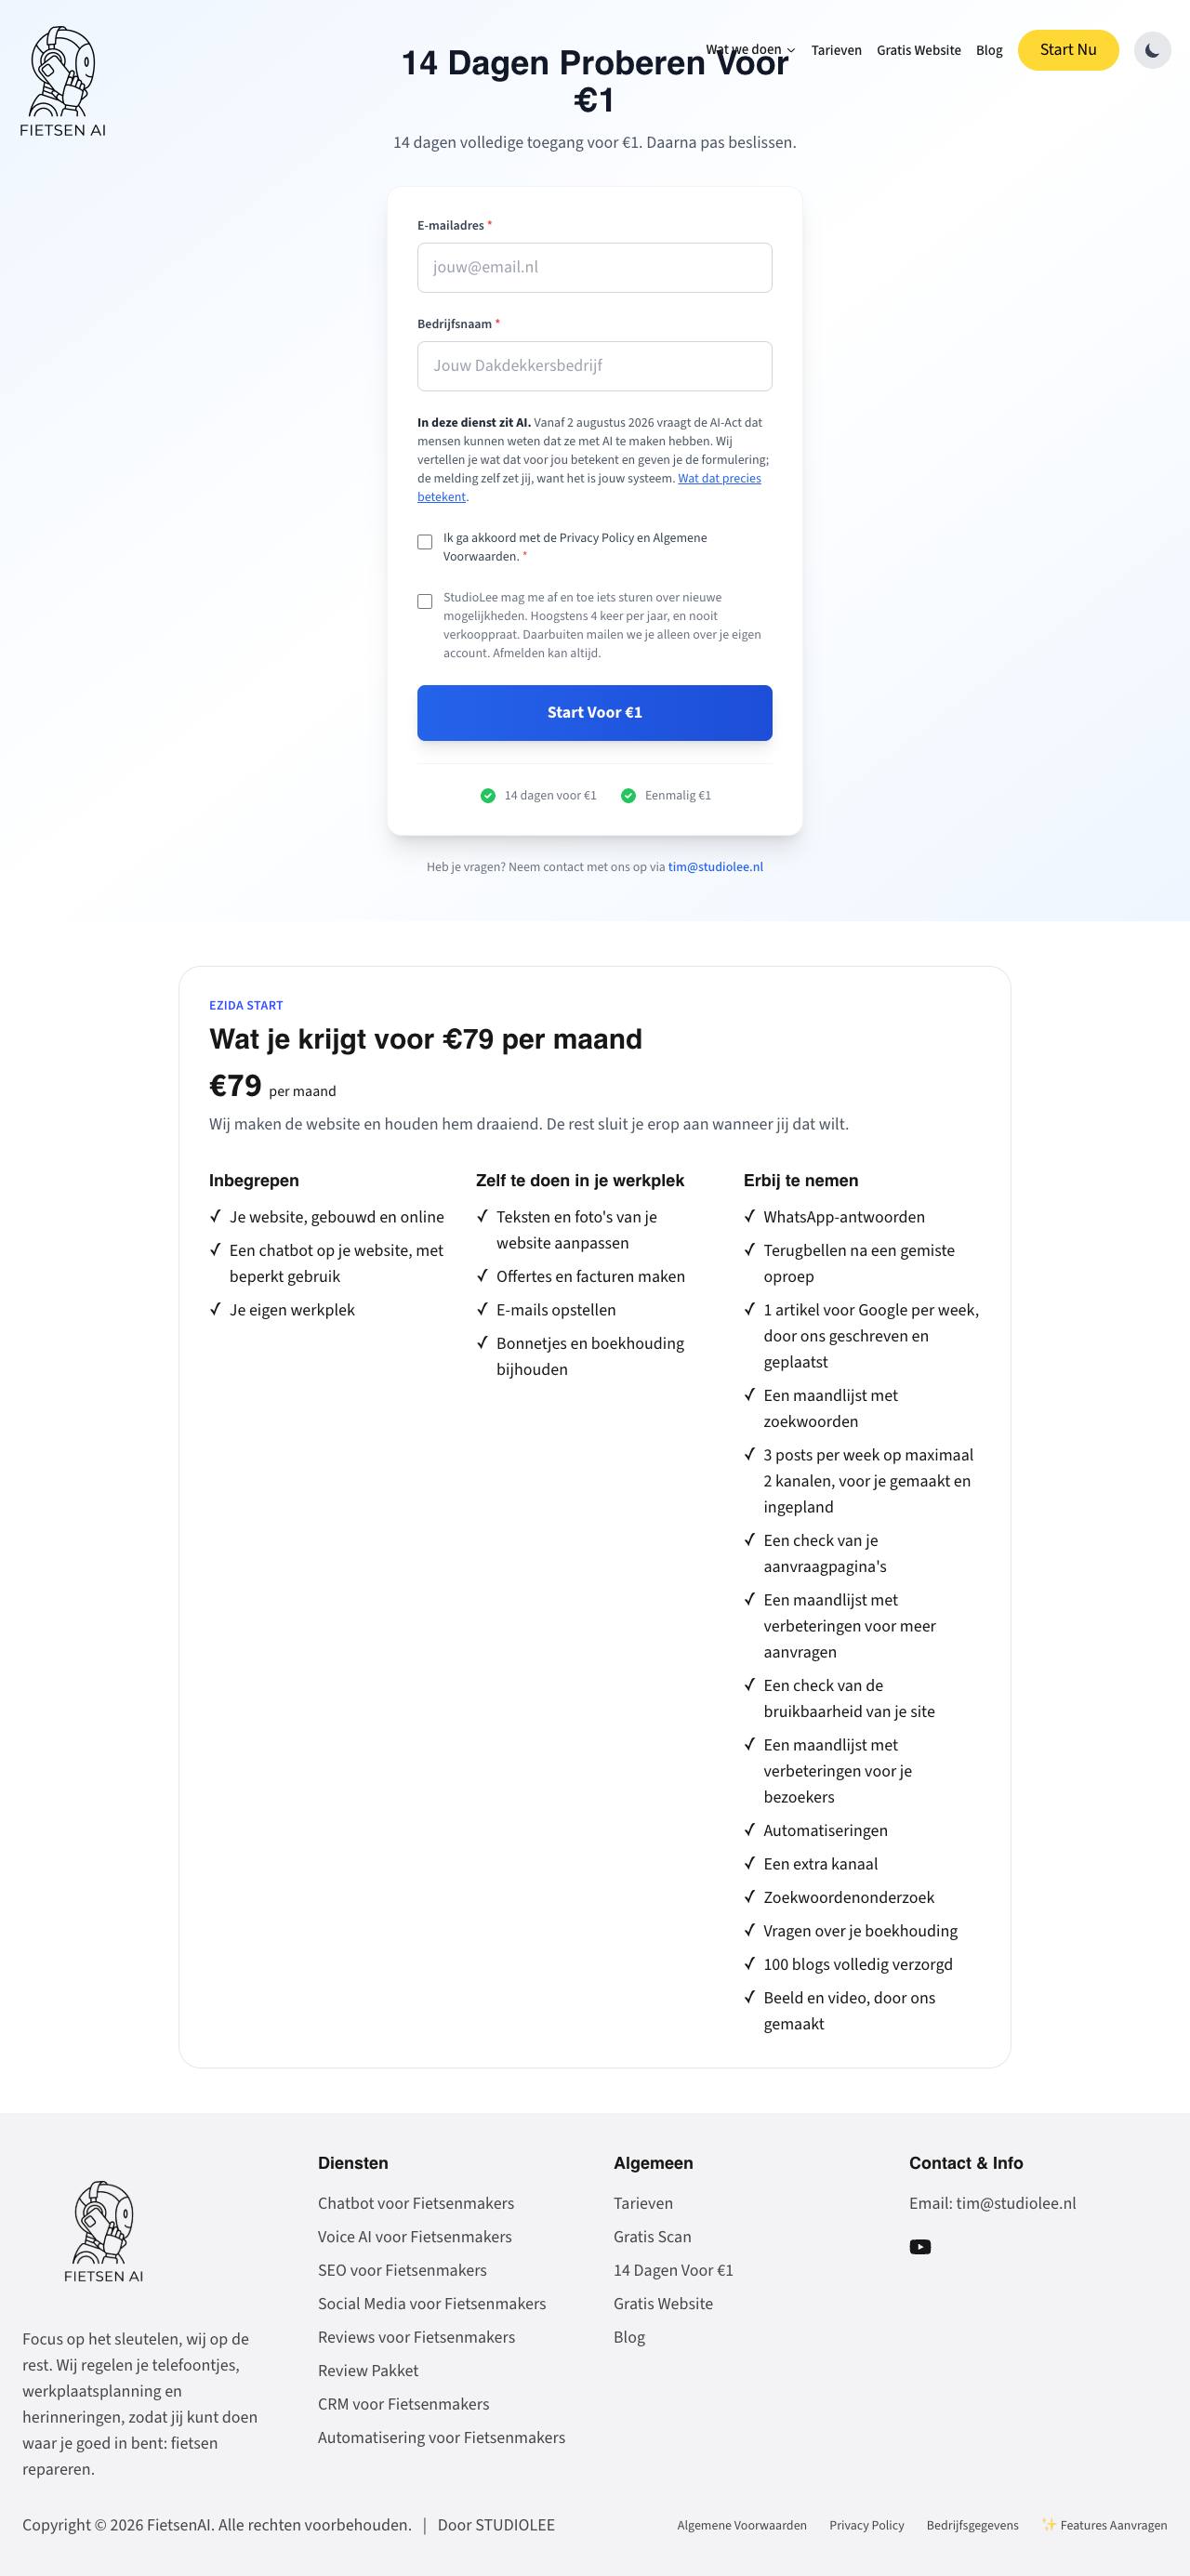 FIETSEN AI
Wat we doen
Tarieven
Gratis Website
Blog
Start Nu
14 Dagen Proberen Voor
€1
14 dagen volledige toegang voor €1. Daarna pas beslissen.
E-mailadres *
jouw@email.nl
Bedrijfsnaam *
Jouw Dakdekkersbedrijf
In deze dienst zit AI. Vanaf 2 augustus 2026 vraagt de AI-Act dat
mensen kunnen weten dat ze met AI te maken hebben. Wij
vertellen je wat dat voor jou betekent en geven je de formulering;
de melding zelf zet jij, want het is jouw systeem. Wat dat precies
betekent.
Ik ga akkoord met de Privacy Policy en Algemene
Voorwaarden. *
StudioLee mag me af en toe iets sturen over nieuwe
mogelijkheden. Hoogstens 4 keer per jaar, en nooit
verkooppraat. Daarbuiten mailen we je alleen over je eigen
account. Afmelden kan altijd.
Start Voor €1
14 dagen voor €1
Eenmalig €1
Heb je vragen? Neem contact met ons op via tim@studiolee.nl
EZIDA START
Wat je krijgt voor €79 per maand
€79 per maand
Wij maken de website en houden hem draaiend. De rest sluit je erop aan wanneer jij dat wilt.
Inbegrepen
✓ Je website, gebouwd en online
✓ Een chatbot op je website, met
beperkt gebruik
✓ Je eigen werkplek
Zelf te doen in je werkplek
✓ Teksten en foto's van je
website aanpassen
✓ Offertes en facturen maken
✓ E-mails opstellen
✓ Bonnetjes en boekhouding
bijhouden
Erbij te nemen
✓ WhatsApp-antwoorden
✓ Terugbellen na een gemiste
oproep
✓ 1 artikel voor Google per week,
door ons geschreven en
geplaatst
✓ Een maandlijst met
zoekwoorden
✓ 3 posts per week op maximaal
2 kanalen, voor je gemaakt en
ingepland
✓ Een check van je
aanvraagpagina's
✓ Een maandlijst met
verbeteringen voor meer
aanvragen
✓ Een check van de
bruikbaarheid van je site
✓ Een maandlijst met
verbeteringen voor je
bezoekers
✓ Automatiseringen
✓ Een extra kanaal
✓ Zoekwoordenonderzoek
✓ Vragen over je boekhouding
✓ 100 blogs volledig verzorgd
✓ Beeld en video, door ons
gemaakt
FIETSEN AI
Focus op het sleutelen, wij op de
rest. Wij regelen je telefoontjes,
werkplaatsplanning en
herinneringen, zodat jij kunt doen
waar je goed in bent: fietsen
repareren.
Diensten
Chatbot voor Fietsenmakers
Voice AI voor Fietsenmakers
SEO voor Fietsenmakers
Social Media voor Fietsenmakers
Reviews voor Fietsenmakers
Review Pakket
CRM voor Fietsenmakers
Automatisering voor Fietsenmakers
Algemeen
Tarieven
Gratis Scan
14 Dagen Voor €1
Gratis Website
Blog
Contact & Info
Email: tim@studiolee.nl
Copyright © 2026 FietsenAI. Alle rechten voorbehouden. | Door STUDIOLEE
Algemene Voorwaarden
Privacy Policy
Bedrijfsgegevens
✨ Features Aanvragen